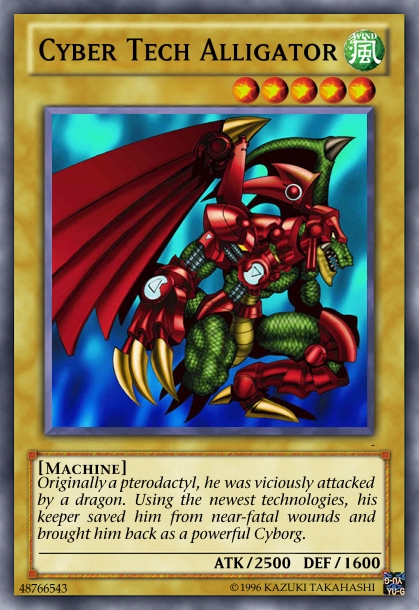 Cyber Tech Alligator
WIND
風
-
[Machine]
Originally a pterodactyl, he was viciously attacked
by a dragon. Using the newest technologies, his
keeper saved him from near-fatal wounds and
brought him back as a powerful Cyborg.
ATK/2500 DEF/1600
48766543
©1996 KAZUKI TAKAHASHI
YU-G